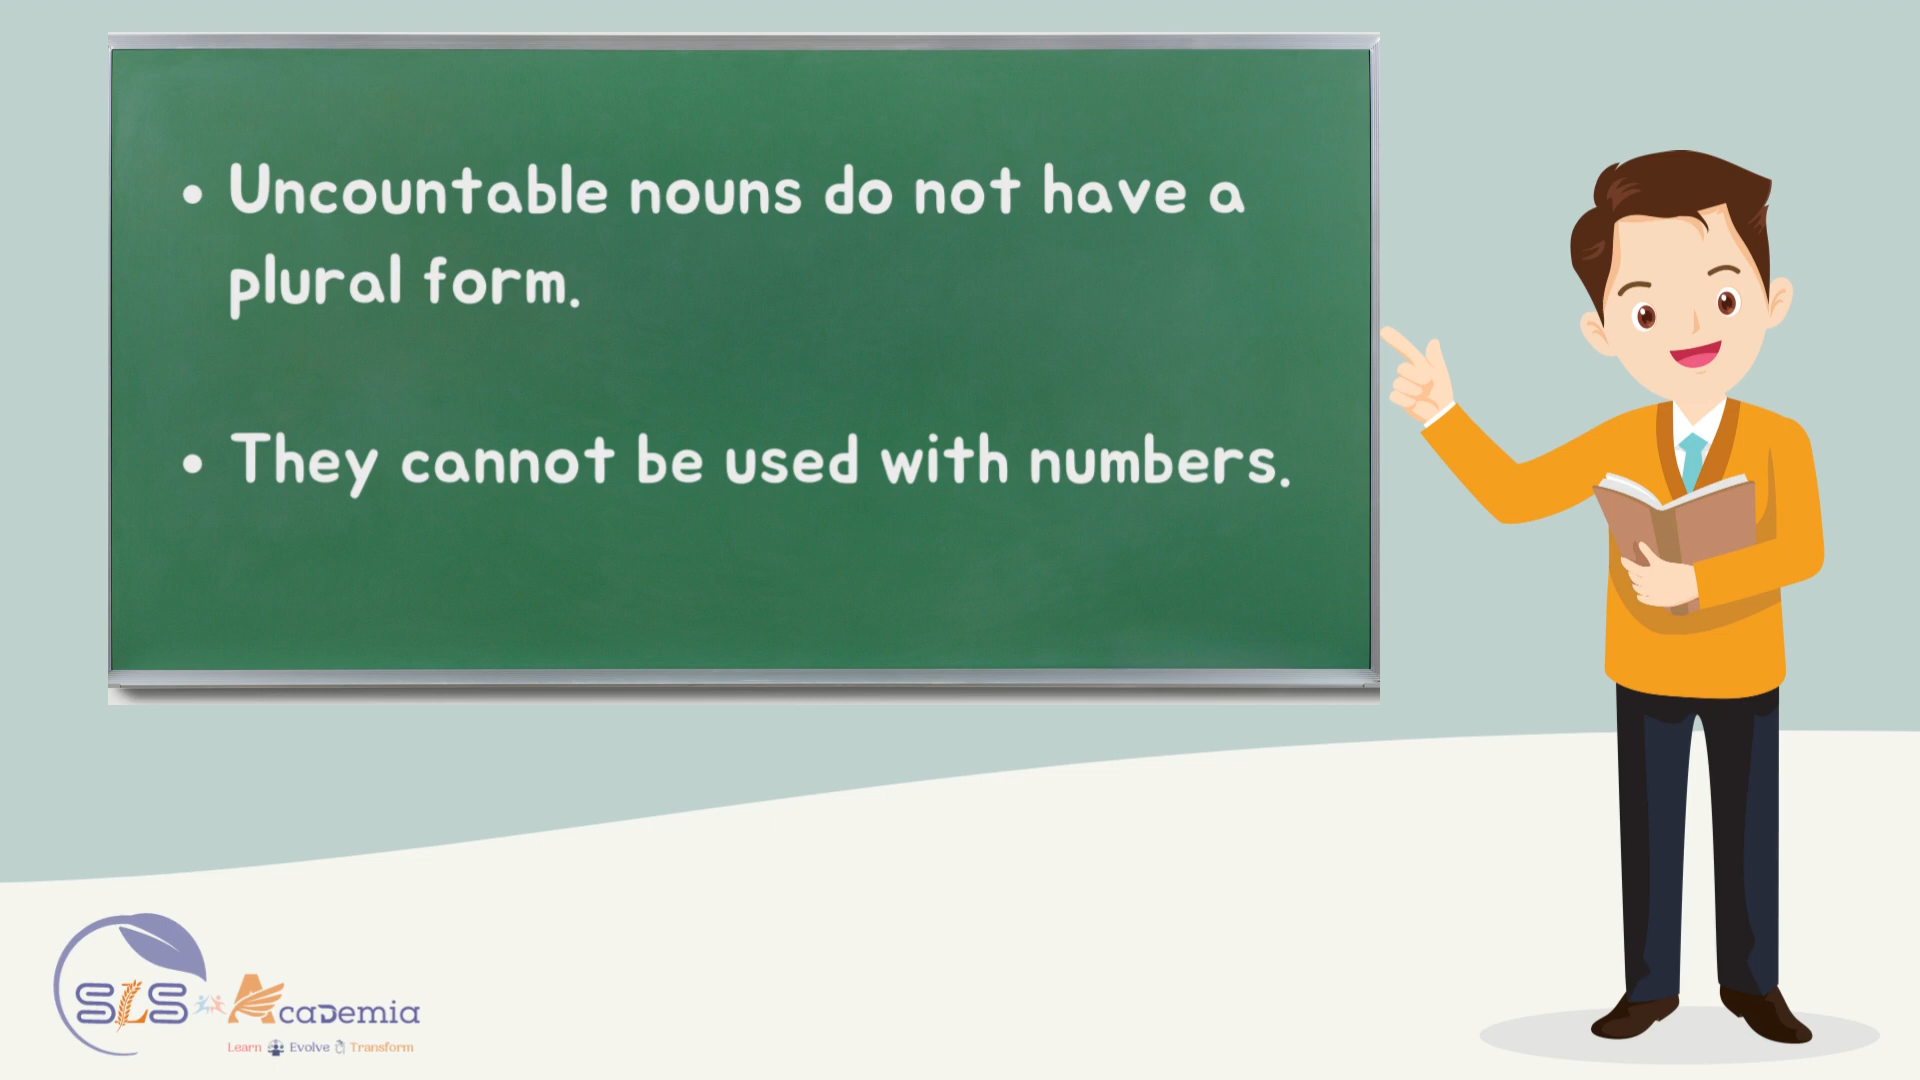 • Uncountable nouns do not have a
plural form.
• They cannot be used with numbers.
SLS Academia
Learn Evolve Transform